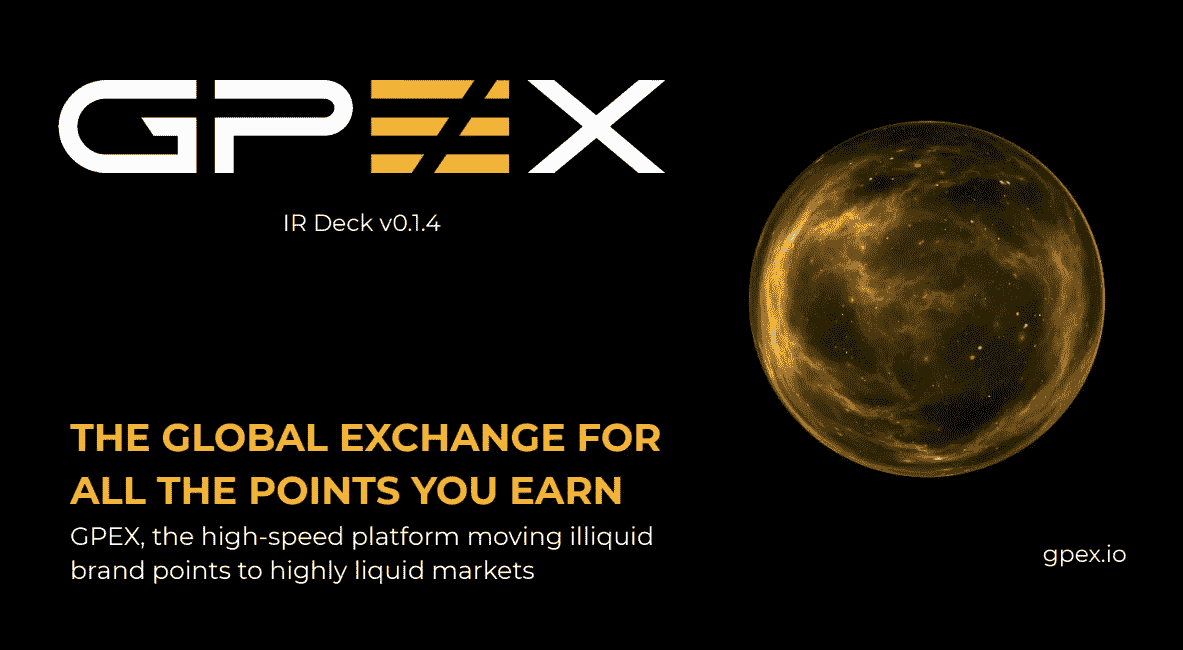 GPEX
IR Deck v0.1.4
THE GLOBAL EXCHANGE FOR
ALL THE POINTS YOU EARN
GPEX, the high-speed platform moving illiquid
brand points to highly liquid markets
gpex.io